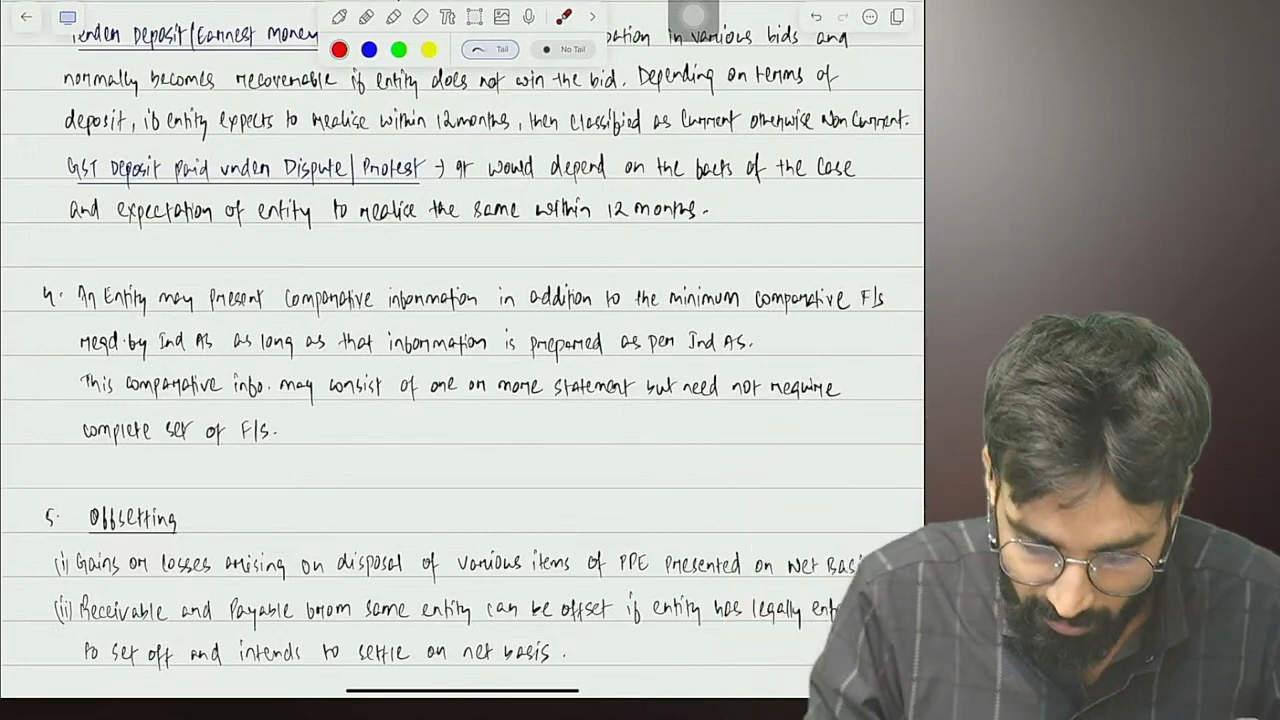 Tender Deposit/Earnest Money in various bids and
Tail
No Tail
normally becomes recoverable if entity does not win the bid. Depending on terms of
deposit, if entity expects to realise within 12 months, then classified as Current otherwise Non Current.
GST Deposit paid under Dispute/Protest → It would depend on the facts of the case
and expectation of entity to realise the same within 12 months.
4. An Entity may present comparative information in addition to the minimum comparative F/s
reqd. by Ind AS as long as that information is prepared as per Ind AS.
This comparative info. may consist of one or more statement but need not require
complete set of F/s.
5. Offsetting
(i) Gains or losses arising on disposal of various items of PPE presented on Net
(ii) Receivable and Payable from same entity can be offset if entity has legally
to set off and intends to settle on net basis.